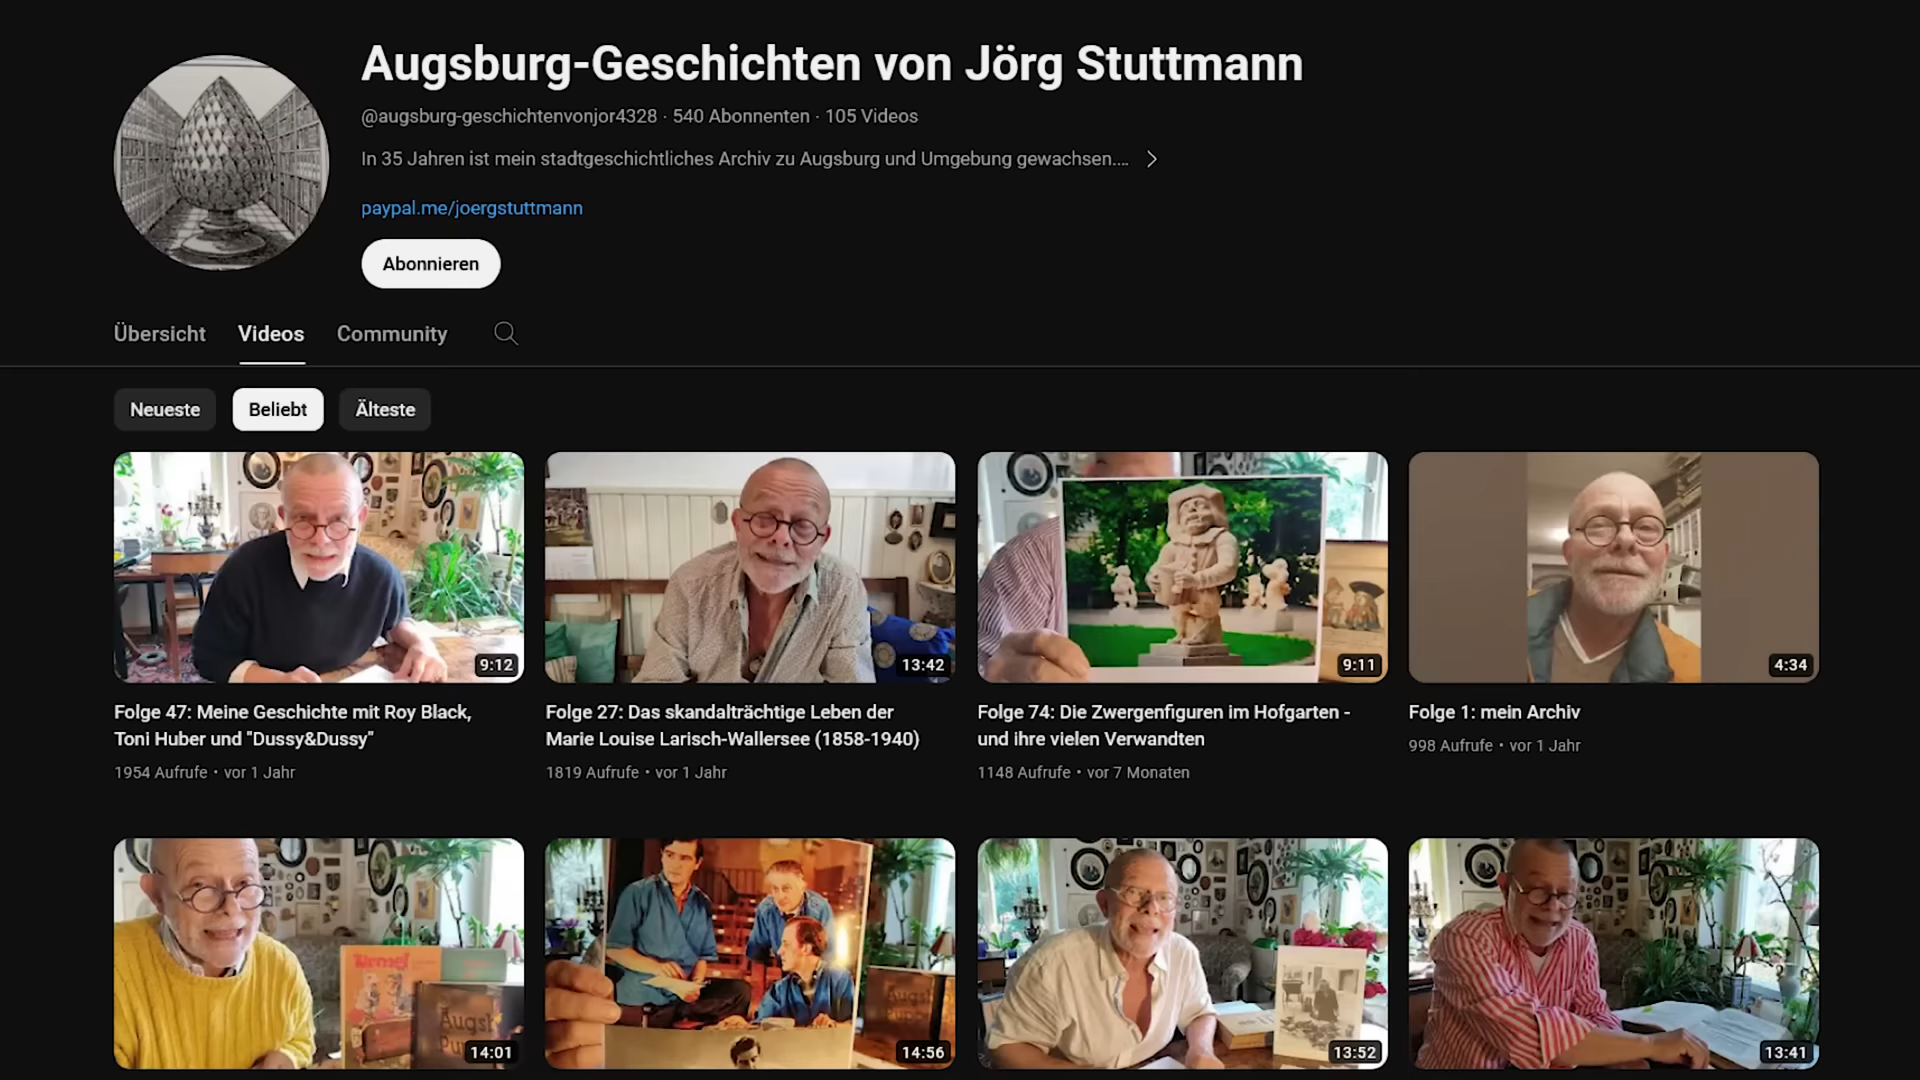 Augsburg-Geschichten von Jörg Stuttmann
@augsburg-geschichtenvonjor4328 · 540 Abonnenten · 105 Videos
In 35 Jahren ist mein stadtgeschichtliches Archiv zu Augsburg und Umgebung gewachsen....
paypal.me/joergstuttmann
Abonnieren
Übersicht Videos Community
Neueste Beliebt Älteste
9:12 13:42 9:11 4:34
Folge 47: Meine Geschichte mit Roy Black,
Toni Huber und "Dussy&Dussy"
1954 Aufrufe • vor 1 Jahr
Folge 27: Das skandalträchtige Leben der
Marie Louise Larisch-Wallersee (1858-1940)
1819 Aufrufe • vor 1 Jahr
Folge 74: Die Zwergenfiguren im Hofgarten -
und ihre vielen Verwandten
1148 Aufrufe • vor 7 Monaten
Folge 1: mein Archiv
998 Aufrufe • vor 1 Jahr
14:01 14:56 13:52 13:41